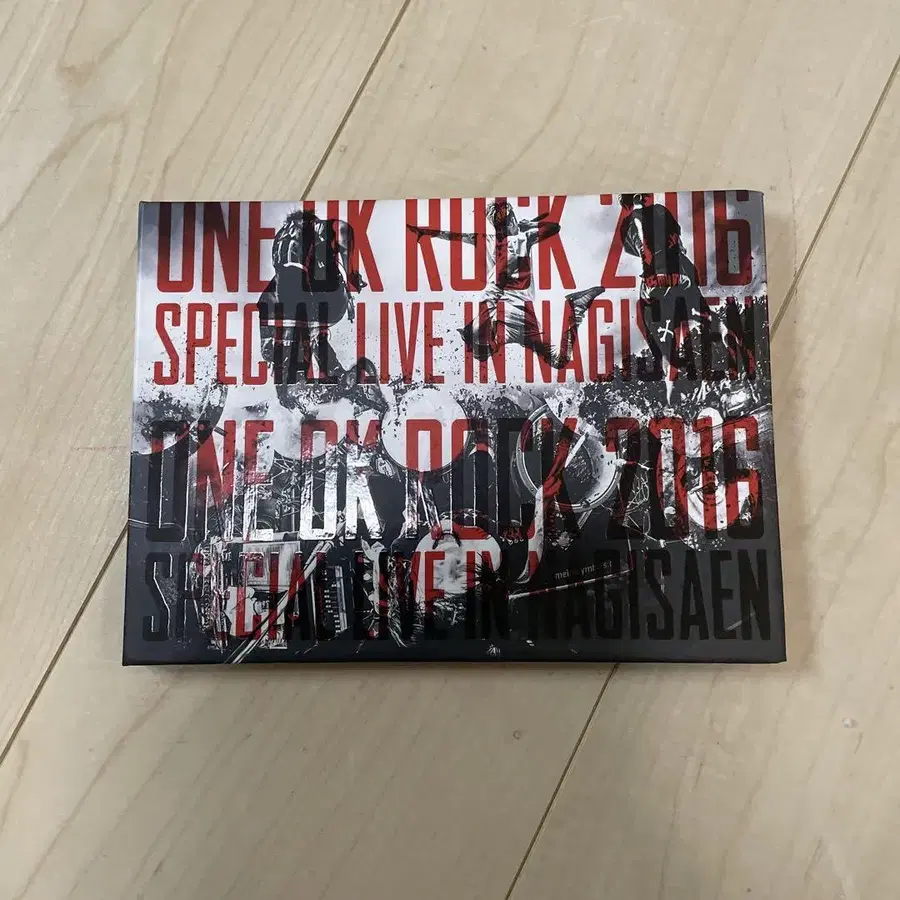 ONE OK ROCK 2016
SPECIAL LIVE IN NAGISAEN
ONE OK ROCK 2016
SPECIAL LIVE IN NAGISAEN